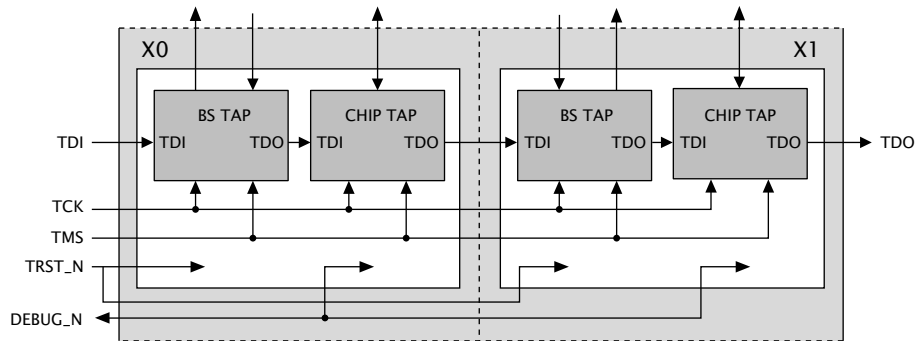 X0 X1
BS TAP CHIP TAP BS TAP CHIP TAP
TDI TDI TDO TDI TDO TDI TDO TDI TDO TDO
TCK
TMS
TRST_N
DEBUG_N